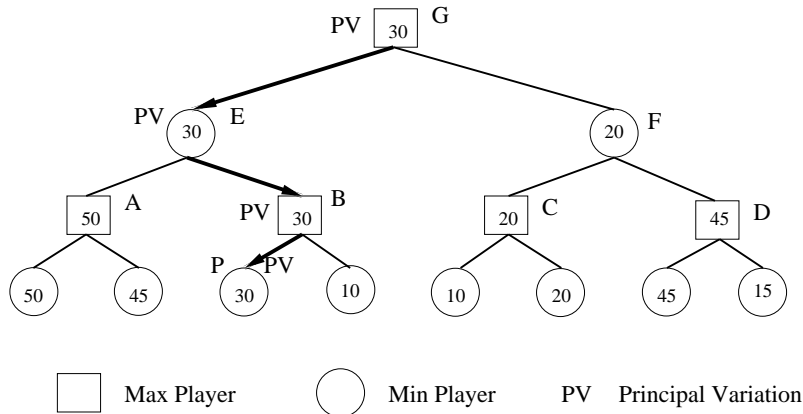 PV 30 G
PV 30 E 20 F
50 A PV 30 B 20 C 45 D
P PV
50 45 30 10 10 20 45 15
Max Player Min Player PV Principal Variation